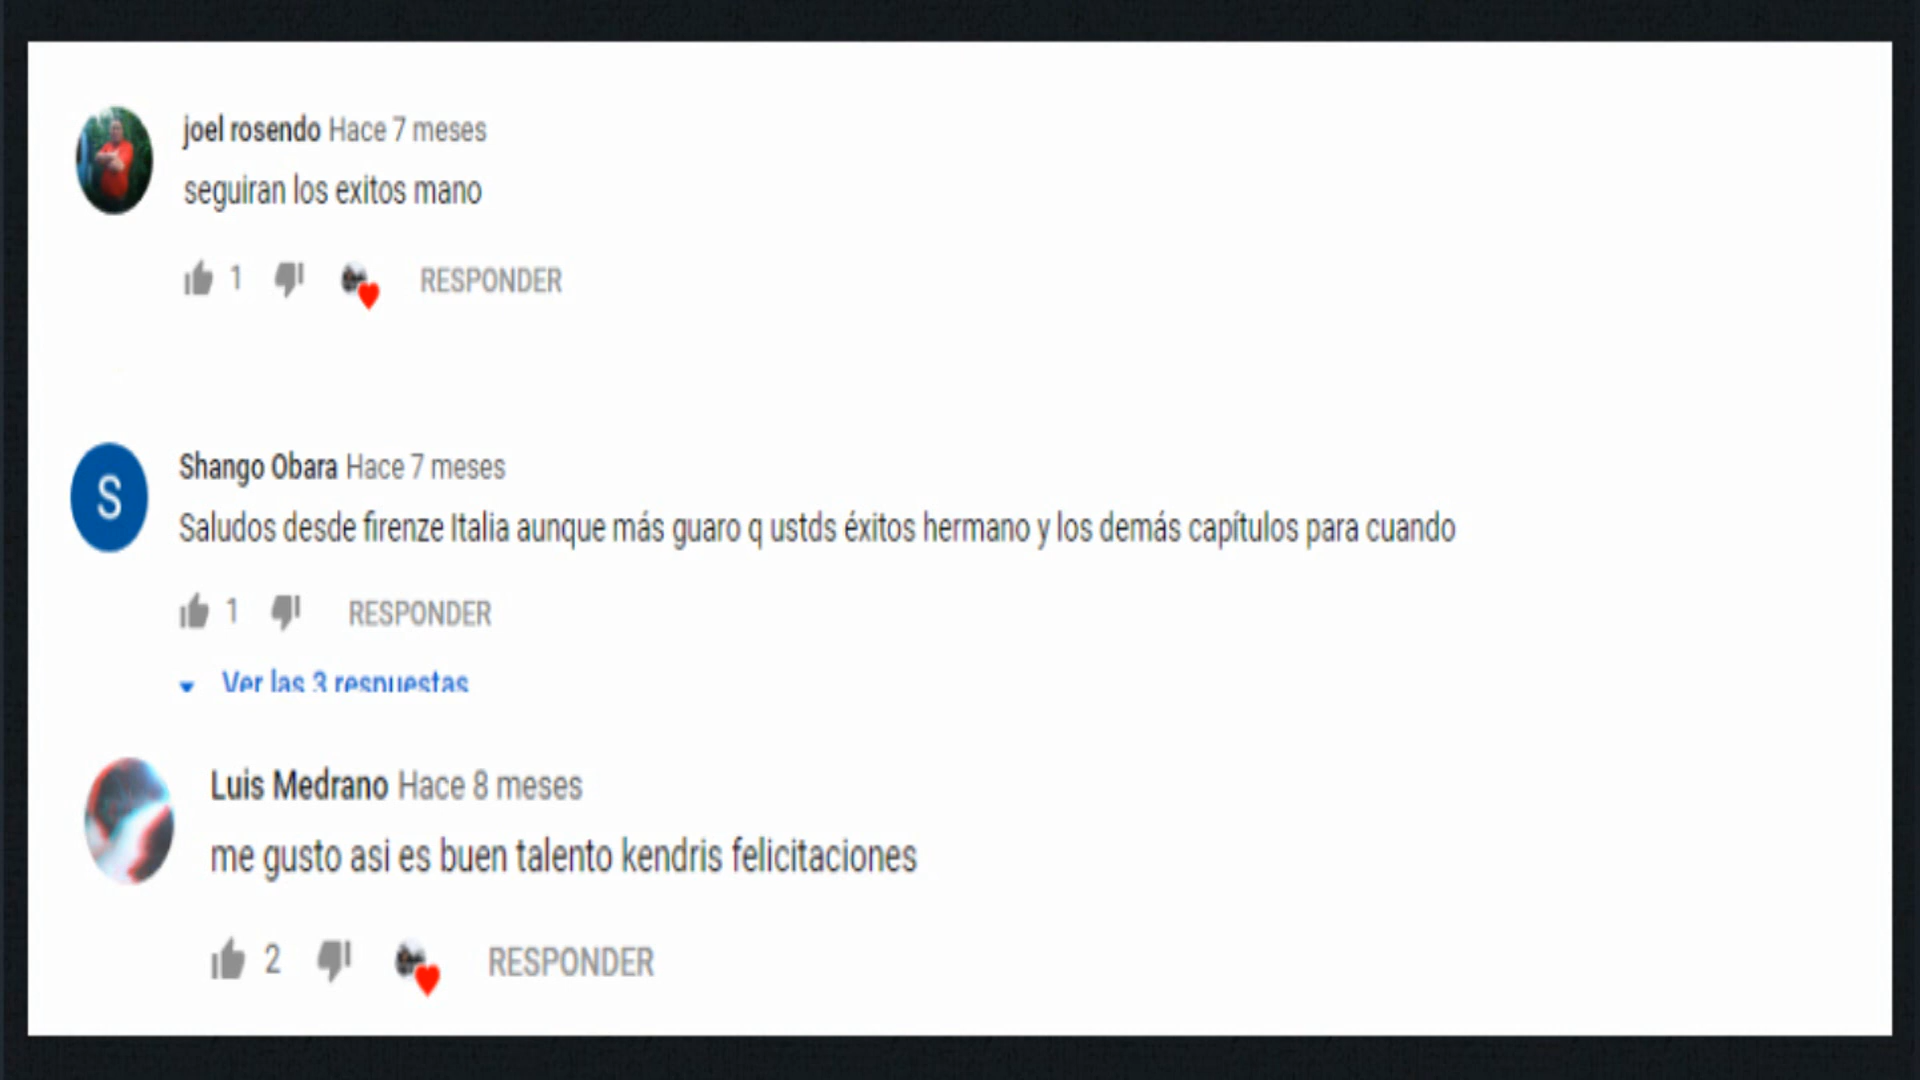 joel rosendo Hace 7 meses
seguiran los exitos mano
1 RESPONDER
S
Shango Obara Hace 7 meses
Saludos desde firenze Italia aunque más guaro q ustds éxitos hermano y los demás capítulos para cuando
1 RESPONDER
Ver las 3 respuestas
Luis Medrano Hace 8 meses
me gusto asi es buen talento kendris felicitaciones
2 RESPONDER